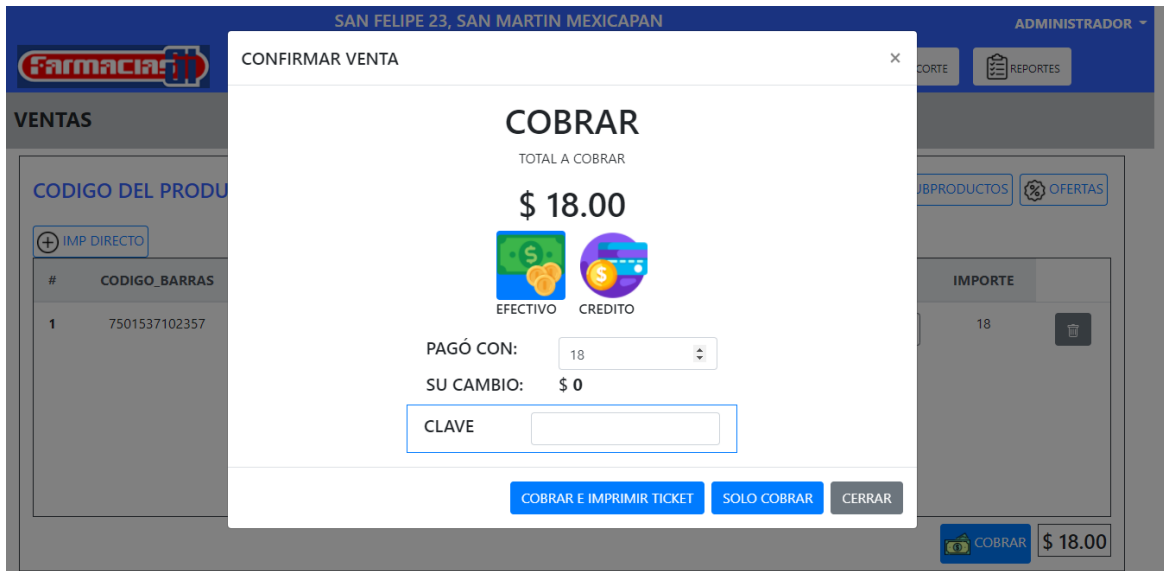 SAN FELIPE 23, SAN MARTIN MEXICAPAN
ADMINISTRADOR
Farmacias
CONFIRMAR VENTA
×
CORTE
REPORTES
VENTAS
COBRAR
TOTAL A COBRAR
$ 18.00
CODIGO DEL PRODU
UBPRODUCTOS
OFERTAS
IMP DIRECTO
EFECTIVO
CREDITO
# CODIGO_BARRAS
IMPORTE
1 7501537102357
18
PAGÓ CON: 18
SU CAMBIO: $ 0
CLAVE
COBRAR E IMPRIMIR TICKET
SOLO COBRAR
CERRAR
COBRAR
$ 18.00